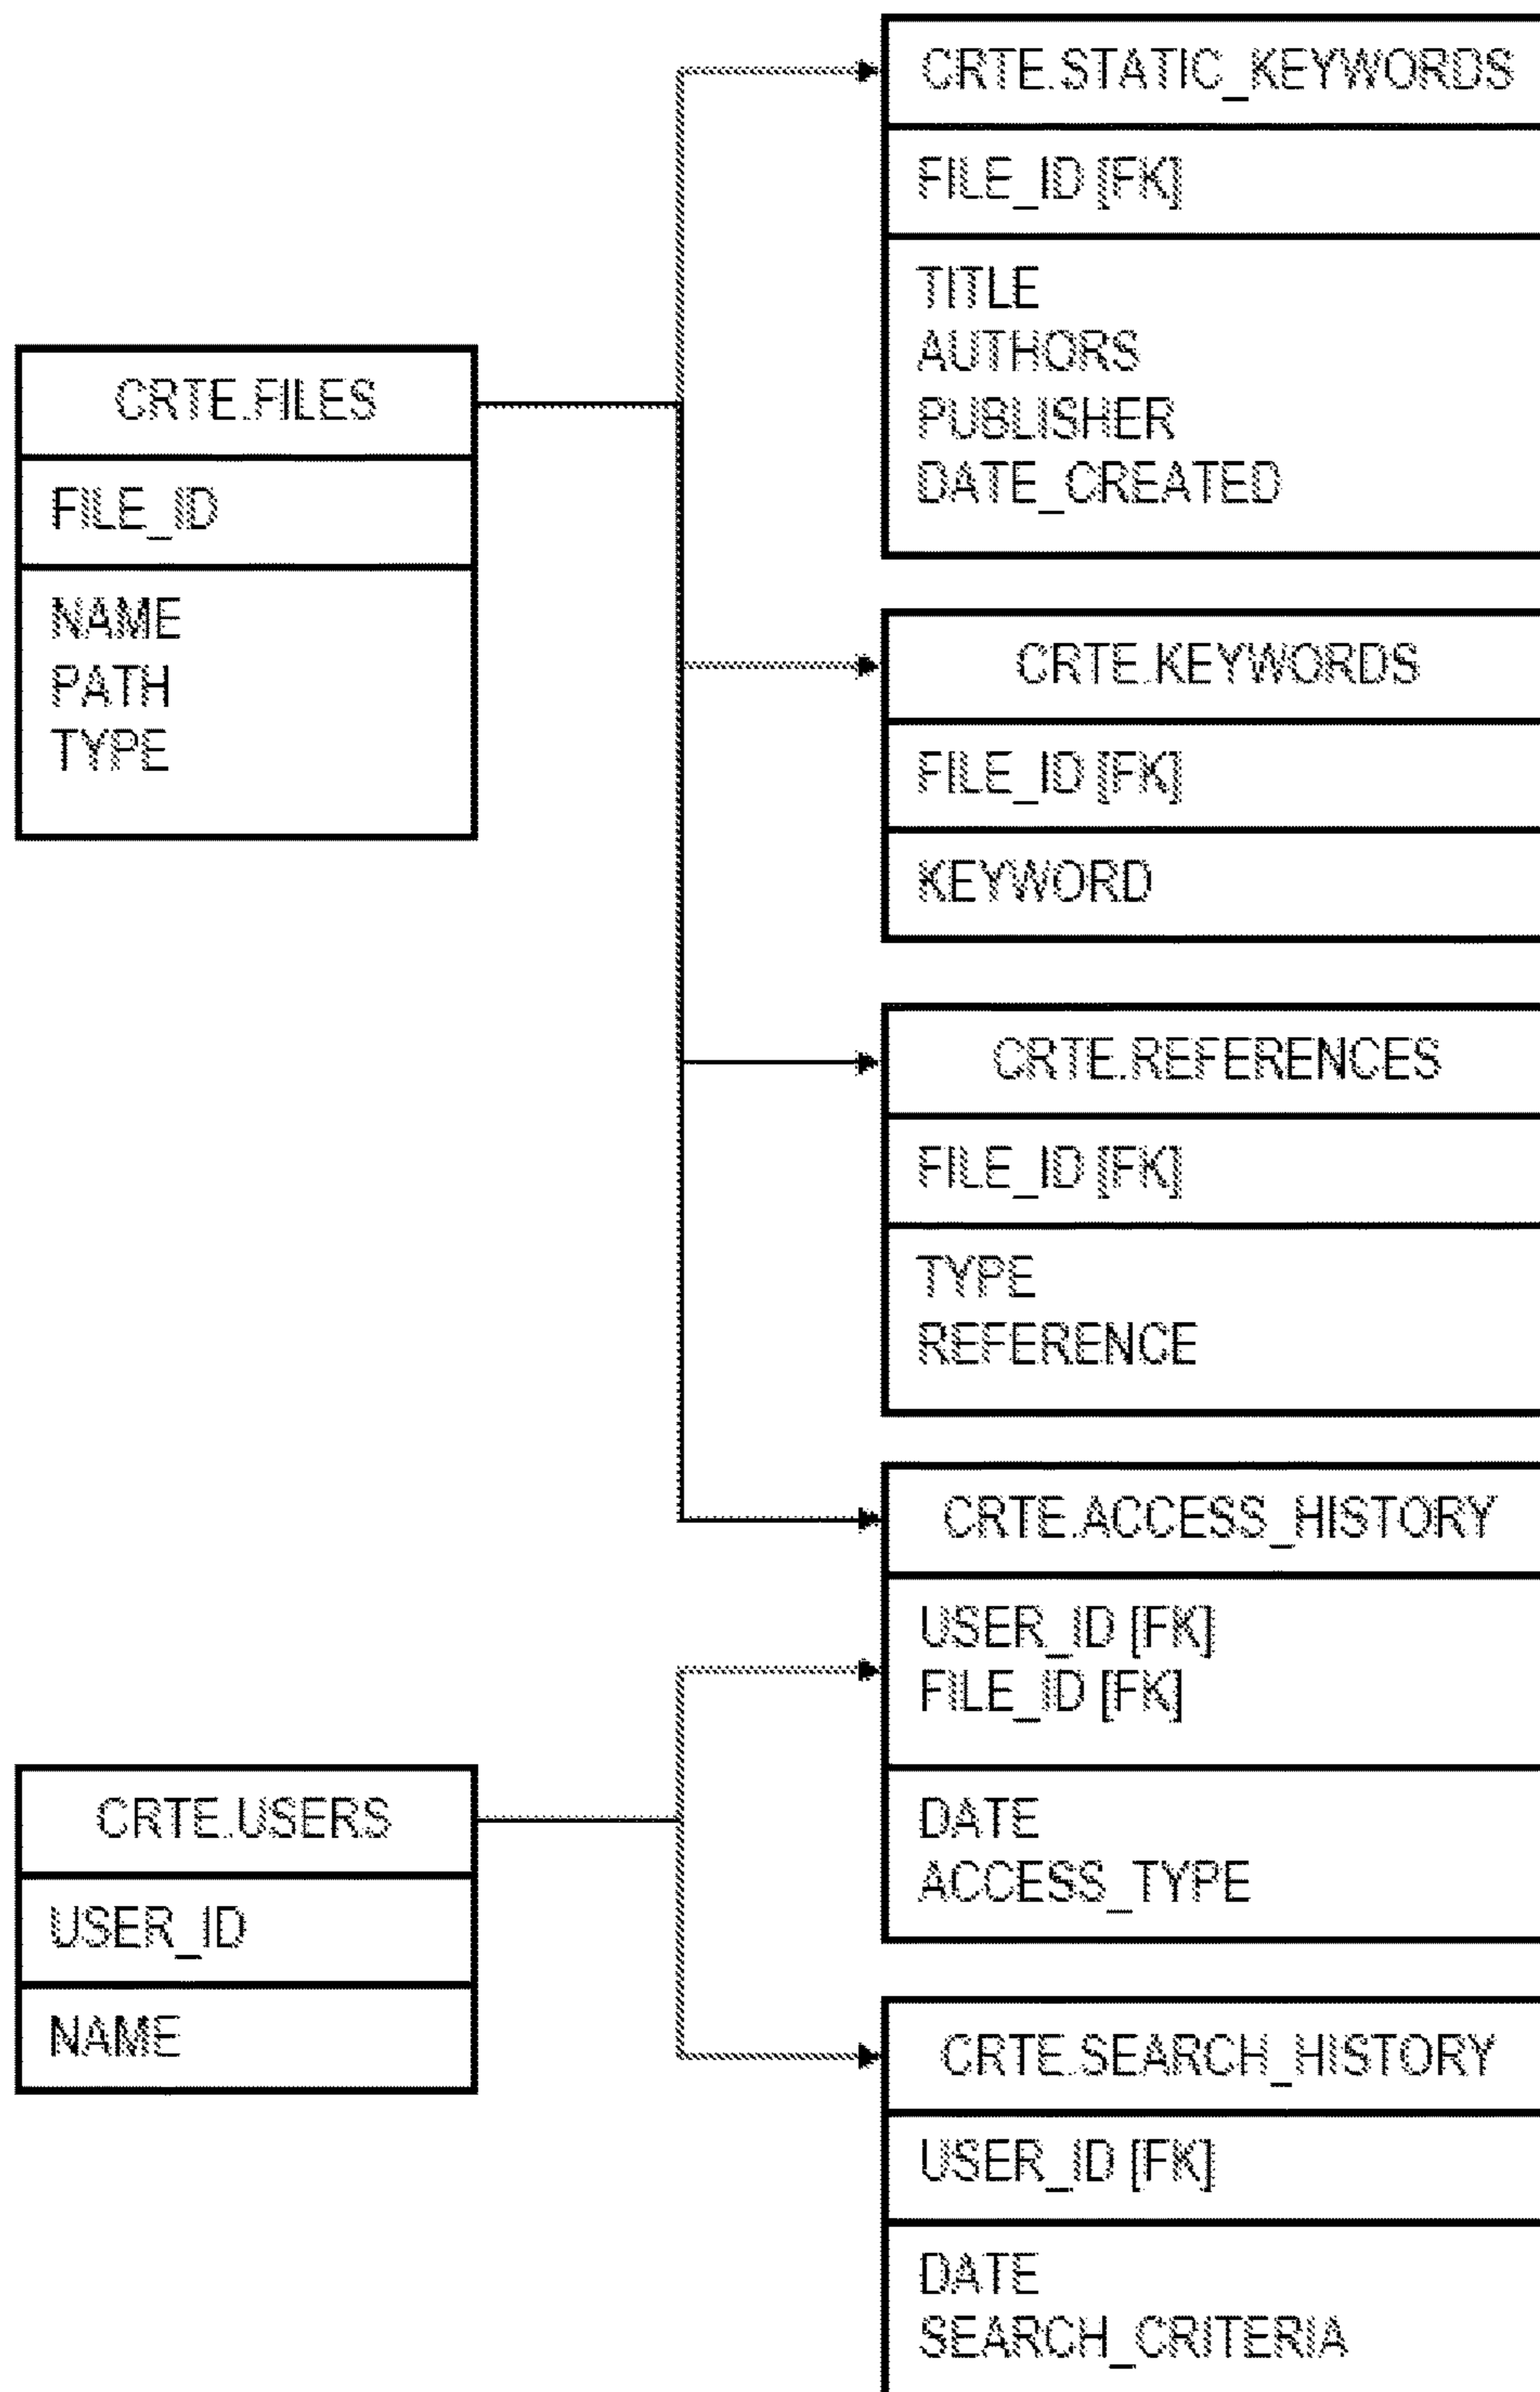 CRTE.FILES
FILE_ID
NAME
PATH
TYPE
CRTE.USERS
USER_ID
NAME
CRTE.STATIC_KEYWORDS
FILE_ID [FK]
TITLE
AUTHORS
PUBLISHER
DATE_CREATED
CRTE.KEYWORDS
FILE_ID [FK]
KEYWORD
CRTE.REFERENCES
FILE_ID [FK]
TYPE
REFERENCE
CRTE.ACCESS_HISTORY
USER_ID [FK]
FILE_ID [FK]
DATE
ACCESS_TYPE
CRTE.SEARCH_HISTORY
USER_ID [FK]
DATE
SEARCH_CRITERIA